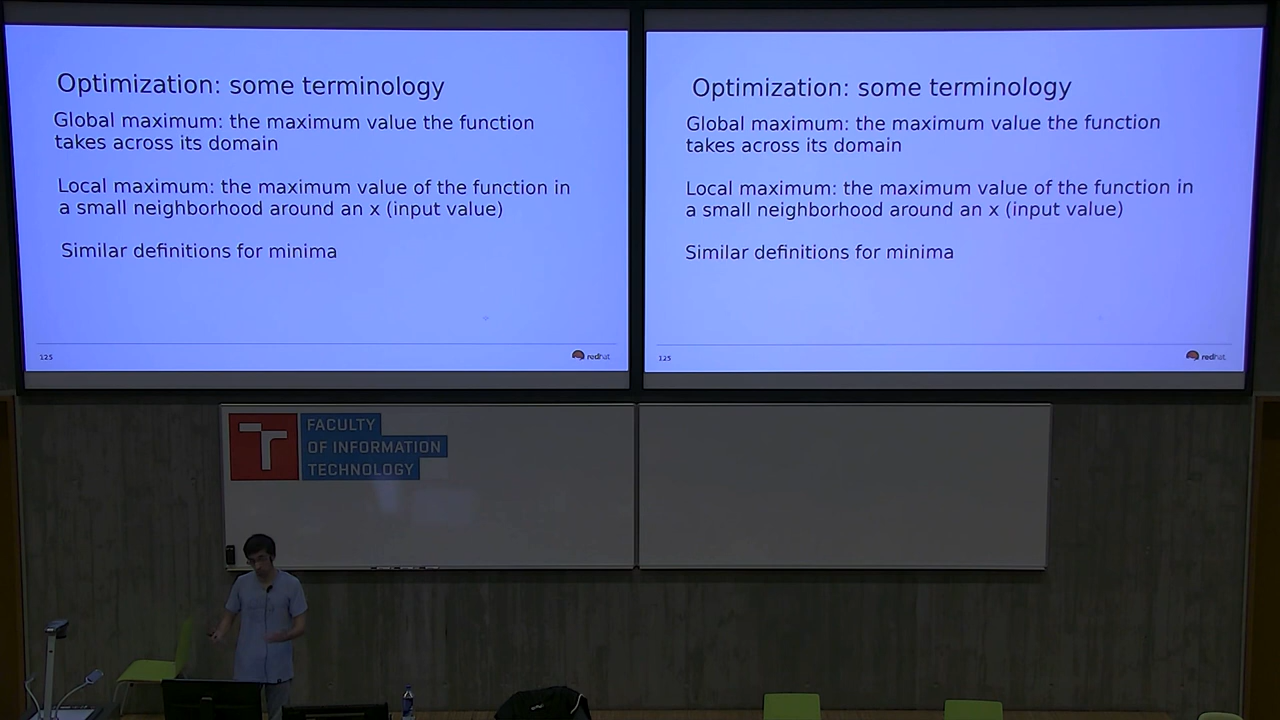 Optimization: some terminology
Global maximum: the maximum value the function
takes across its domain
Local maximum: the maximum value of the function in
a small neighborhood around an x (input value)
Similar definitions for minima
125
redhat
Optimization: some terminology
Global maximum: the maximum value the function
takes across its domain
Local maximum: the maximum value of the function in
a small neighborhood around an x (input value)
Similar definitions for minima
125
redhat
FACULTY
OF INFORMATION
TECHNOLOGY